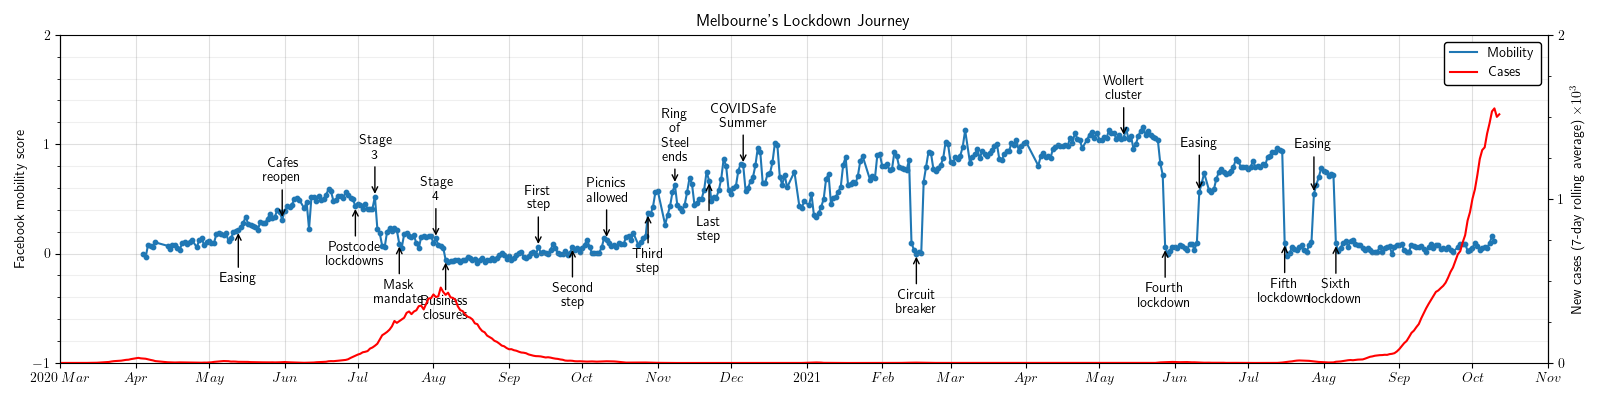 Melbourne's Lockdown Journey
Facebook mobility score
2
1
0
−1
Mobility
Cases
New cases (7-day rolling average) ×10³
2
1
0
Easing
Cafes
reopen
Postcode
lockdowns
Stage
3
Mask
mandate
Stage
4
Business
closures
First
step
Second
step
Picnics
allowed
Third
step
Ring
of
Steel
ends
Last
step
COVIDSafe
Summer
Circuit
breaker
Wollert
cluster
Fourth
lockdown
Easing
Fifth
lockdown
Easing
Sixth
lockdown
2020 Mar
Apr
May
Jun
Jul
Aug
Sep
Oct
Nov
Dec
2021
Feb
Mar
Apr
May
Jun
Jul
Aug
Sep
Oct
Nov